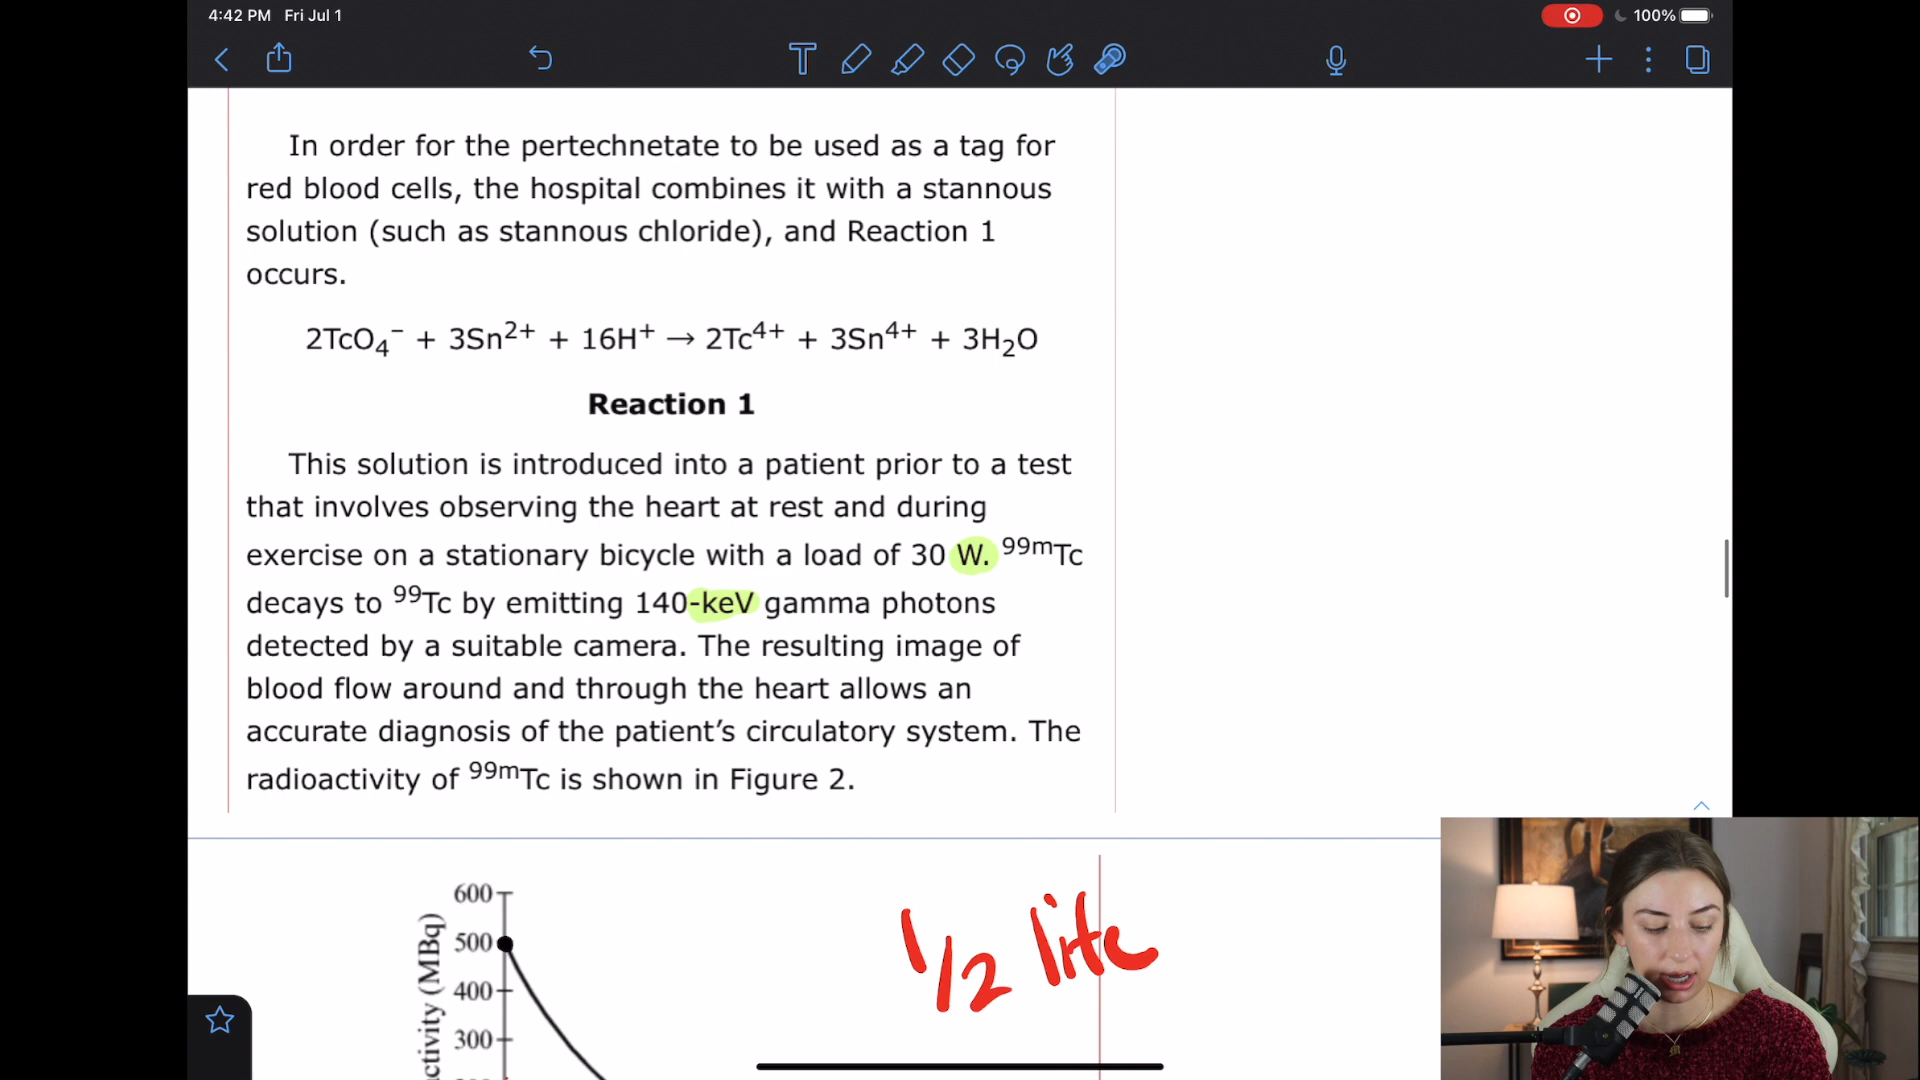 4:42 PM Fri Jul 1
100%
In order for the pertechnetate to be used as a tag for
red blood cells, the hospital combines it with a stannous
solution (such as stannous chloride), and Reaction 1
occurs.
2TcO₄⁻ + 3Sn²⁺ + 16H⁺ → 2Tc⁴⁺ + 3Sn⁴⁺ + 3H₂O
Reaction 1
This solution is introduced into a patient prior to a test
that involves observing the heart at rest and during
exercise on a stationary bicycle with a load of 30 W. ⁹⁹ᵐTc
decays to ⁹⁹Tc by emitting 140-keV gamma photons
detected by a suitable camera. The resulting image of
blood flow around and through the heart allows an
accurate diagnosis of the patient’s circulatory system. The
radioactivity of ⁹⁹ᵐTc is shown in Figure 2.
600
500
400
300
(MBq)
1/2 life